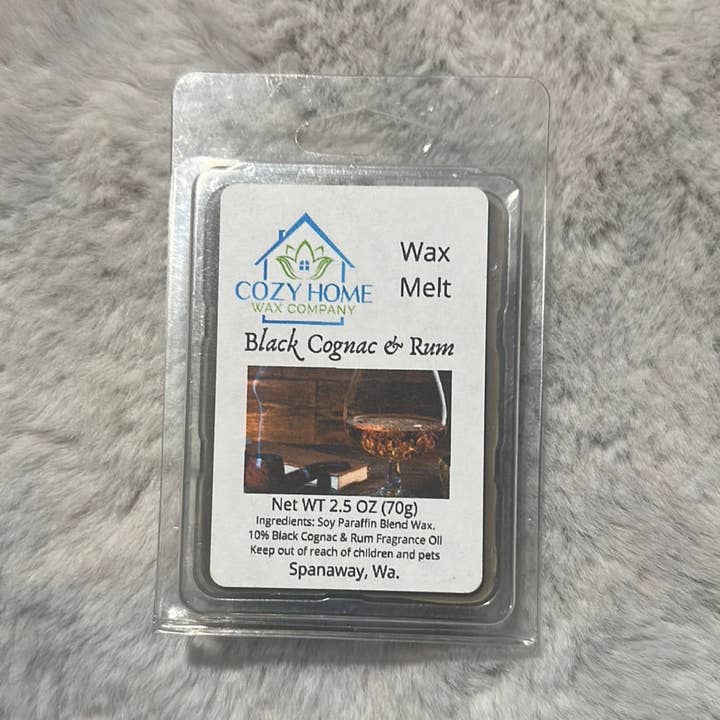 Wax
Melt
COZY HOME
WAX COMPANY
Black Cognac & Rum
Net WT 2.5 OZ (70g)
Ingredients: Soy Paraffin Blend Wax.
10% Black Cognac & Rum Fragrance Oil
Keep out of reach of children and pets
Spanaway, Wa.